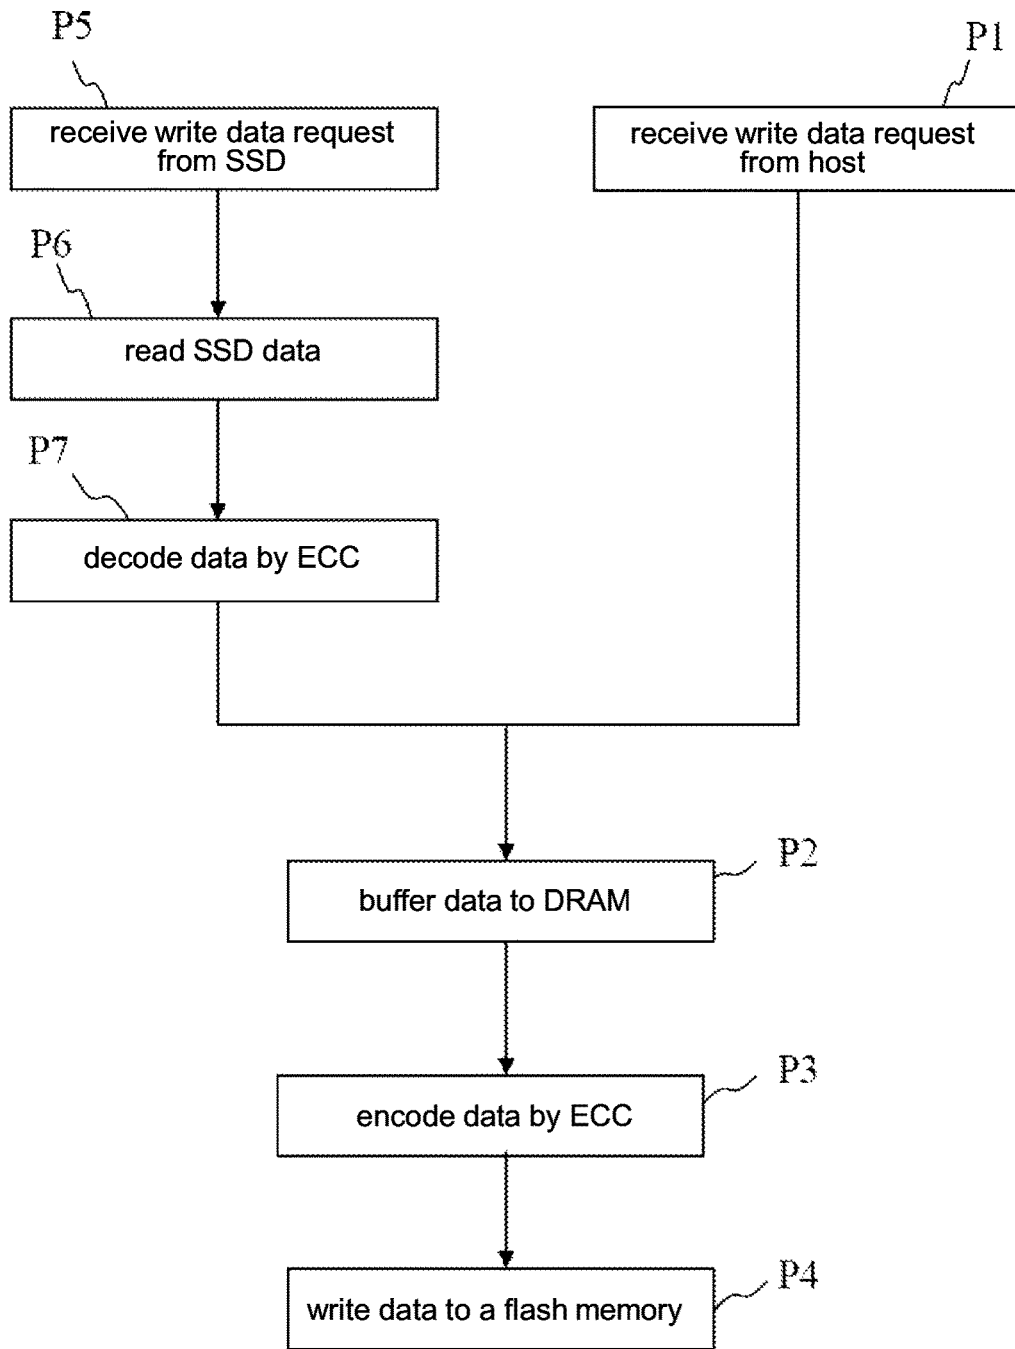 P5
P1
receive write data request
from SSD
receive write data request
from host
P6
read SSD data
P7
decode data by ECC
P2
buffer data to DRAM
P3
encode data by ECC
P4
write data to a flash memory